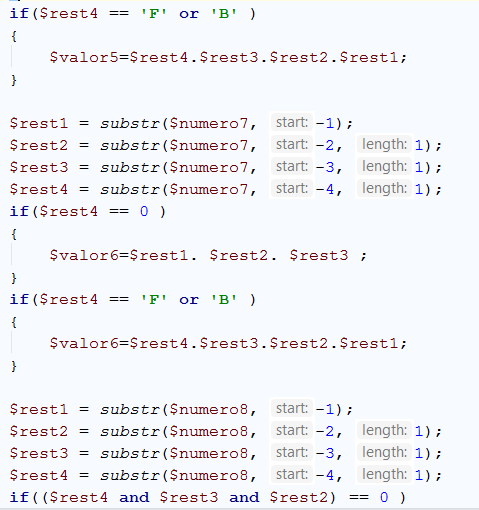 if($rest4 == 'F' or 'B' )
{
$valor5=$rest4.$rest3.$rest2.$rest1;
}
$rest1 = substr($numero7, start: -1);
$rest2 = substr($numero7, start: -2, length: 1);
$rest3 = substr($numero7, start: -3, length: 1);
$rest4 = substr($numero7, start: -4, length: 1);
if($rest4 == 0 )
{
$valor6=$rest1. $rest2. $rest3 ;
}
if($rest4 == 'F' or 'B' )
{
$valor6=$rest4.$rest3.$rest2.$rest1;
}
$rest1 = substr($numero8, start: -1);
$rest2 = substr($numero8, start: -2, length: 1);
$rest3 = substr($numero8, start: -3, length: 1);
$rest4 = substr($numero8, start: -4, length: 1);
if(($rest4 and $rest3 and $rest2) == 0 )